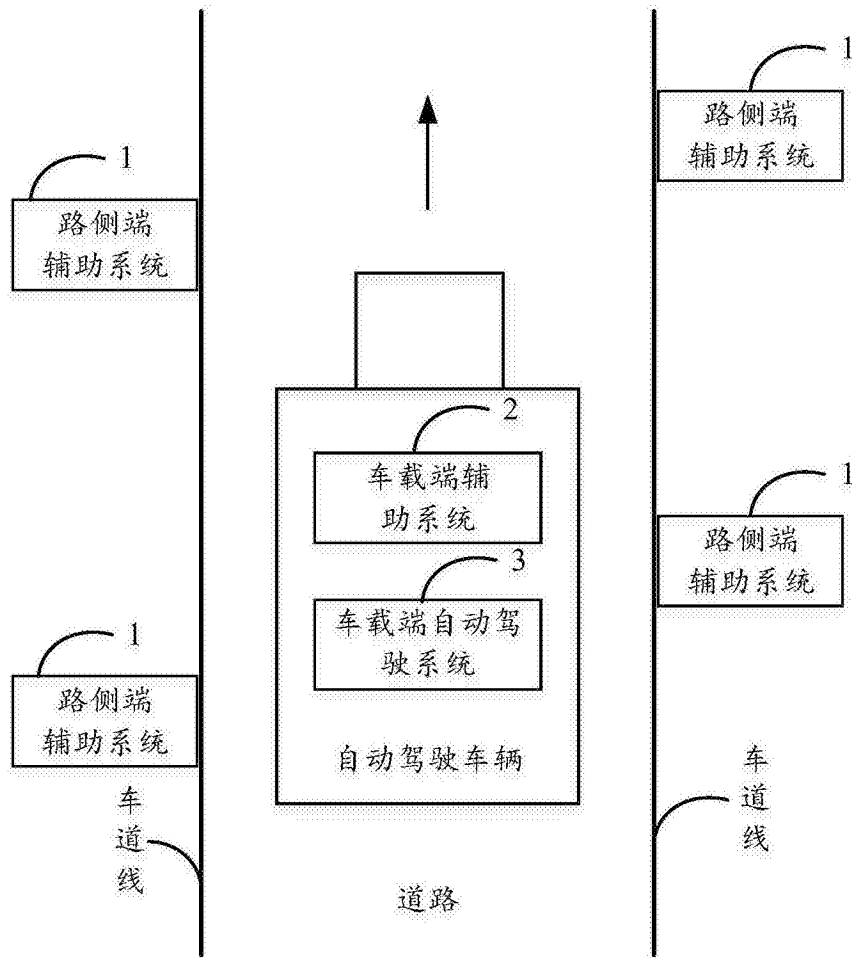 1
路侧端
辅助系统
1
路侧端
辅助系统
2
车载端辅
助系统
1
路侧端
辅助系统
3
车载端自动驾
驶系统
1
路侧端
辅助系统
自动驾驶车辆
车
道
线
车
道
线
道路